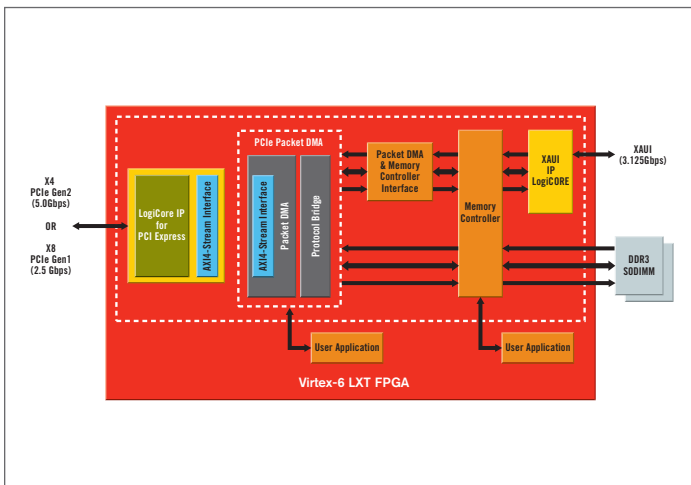 X4
PCIe Gen2
(5.0Gbps)
OR
X8
PCIe Gen1
(2.5 Gbps)
LogiCore IP
for
PCI Express
AXI4-Stream Interface
PCIe Packet DMA
AXI4-Stream Interface
Packet DMA
Protocol Bridge
Packet DMA
& Memory
Controller
Interface
Memory
Controller
XAUI
IP
LogiCORE
XAUI
(3.125Gbps)
DDR3
SODIMM
User Application
User Application
Virtex-6 LXT FPGA